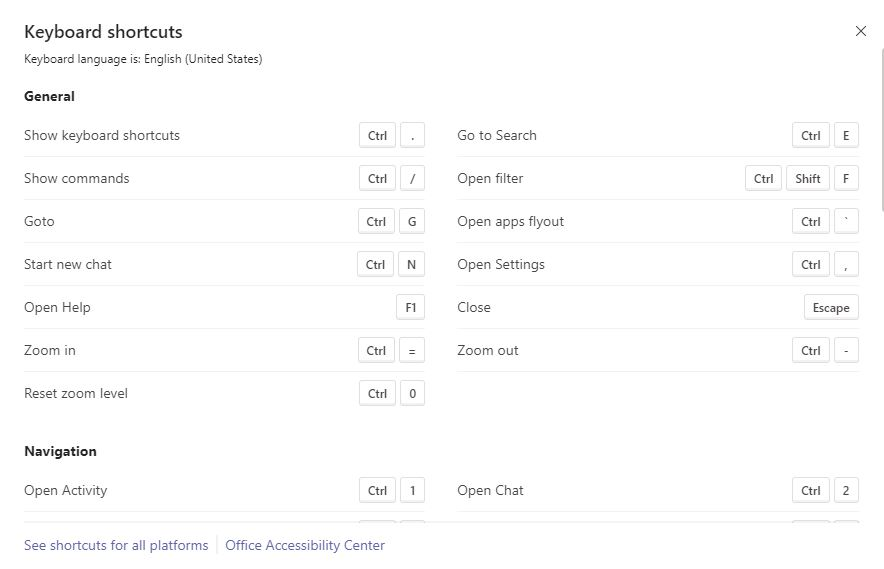 Keyboard shortcuts
Keyboard language is: English (United States)
General
Show keyboard shortcuts Ctrl . Go to Search Ctrl E
Show commands Ctrl / Open filter Ctrl Shift F
Goto Ctrl G Open apps flyout Ctrl `
Start new chat Ctrl N Open Settings Ctrl ,
Open Help F1 Close Escape
Zoom in Ctrl = Zoom out Ctrl -
Reset zoom level Ctrl 0
Navigation
Open Activity Ctrl 1 Open Chat Ctrl 2
See shortcuts for all platforms Office Accessibility Center